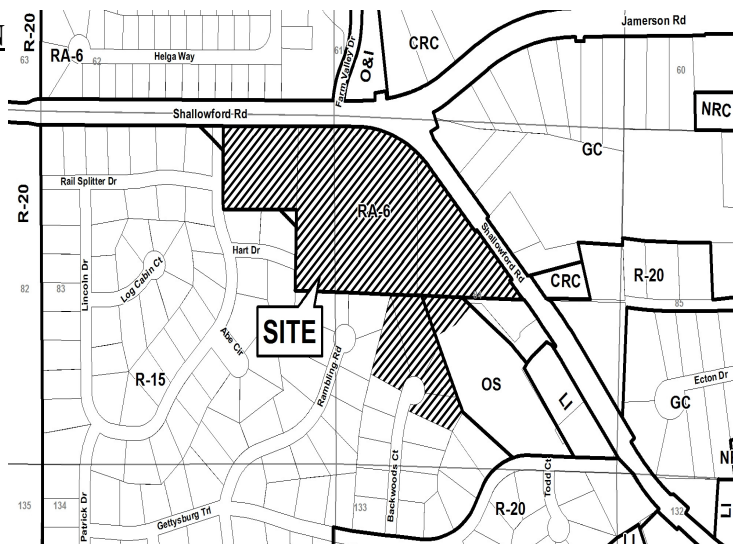 N
R-20
63
RA-6
62
Helga Way
61
Farm Valley Dr
O&I
CRC
Jamerson Rd
60
NRC
GC
Shallowford Rd
R-20
Rail Splitter Dr
RA-6
Shallowford Rd
Hart Dr
Lincoln Dr
Log Cabin Ct
82
83
CRC
R-20
85
SITE
Abe Cir
Rambling Rd
R-15
OS
LI
Ecton Dr
GC
Backwoods Ct
Todd Ct
LI
135
134
Patrick Dr
Gettysburg Trl
133
R-20
132
LI